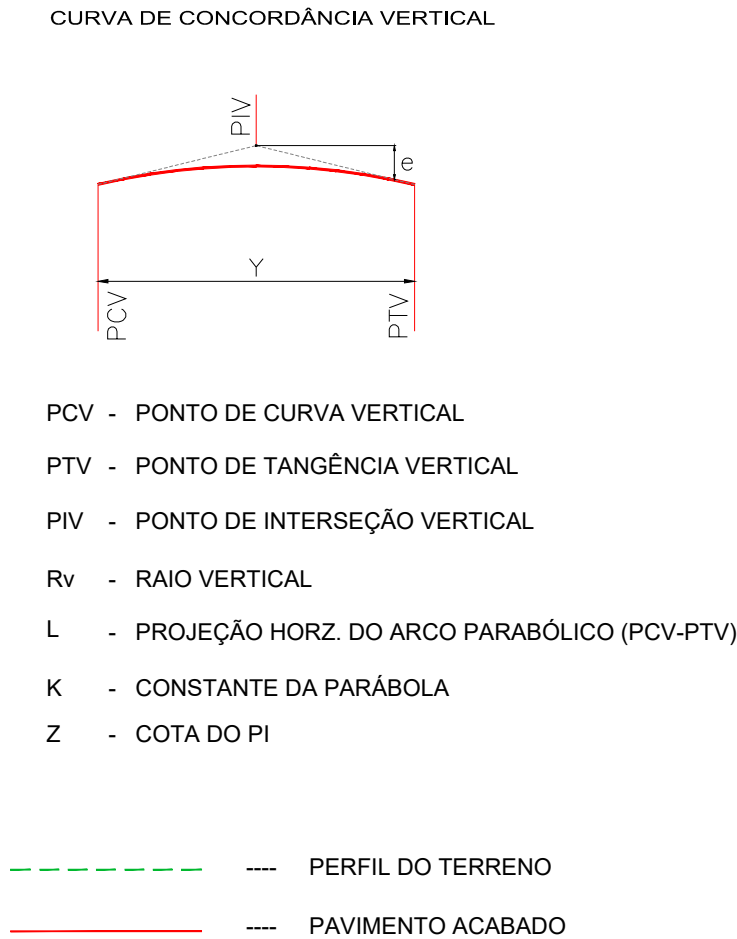 CURVA DE CONCORDÂNCIA VERTICAL
PIV
e
Y
PCV
PTV
PCV - PONTO DE CURVA VERTICAL
PTV - PONTO DE TANGÊNCIA VERTICAL
PIV - PONTO DE INTERSEÇÃO VERTICAL
Rv - RAIO VERTICAL
L - PROJEÇÃO HORZ. DO ARCO PARABÓLICO (PCV-PTV)
K - CONSTANTE DA PARÁBOLA
Z - COTA DO PI
---- PERFIL DO TERRENO
---- PAVIMENTO ACABADO